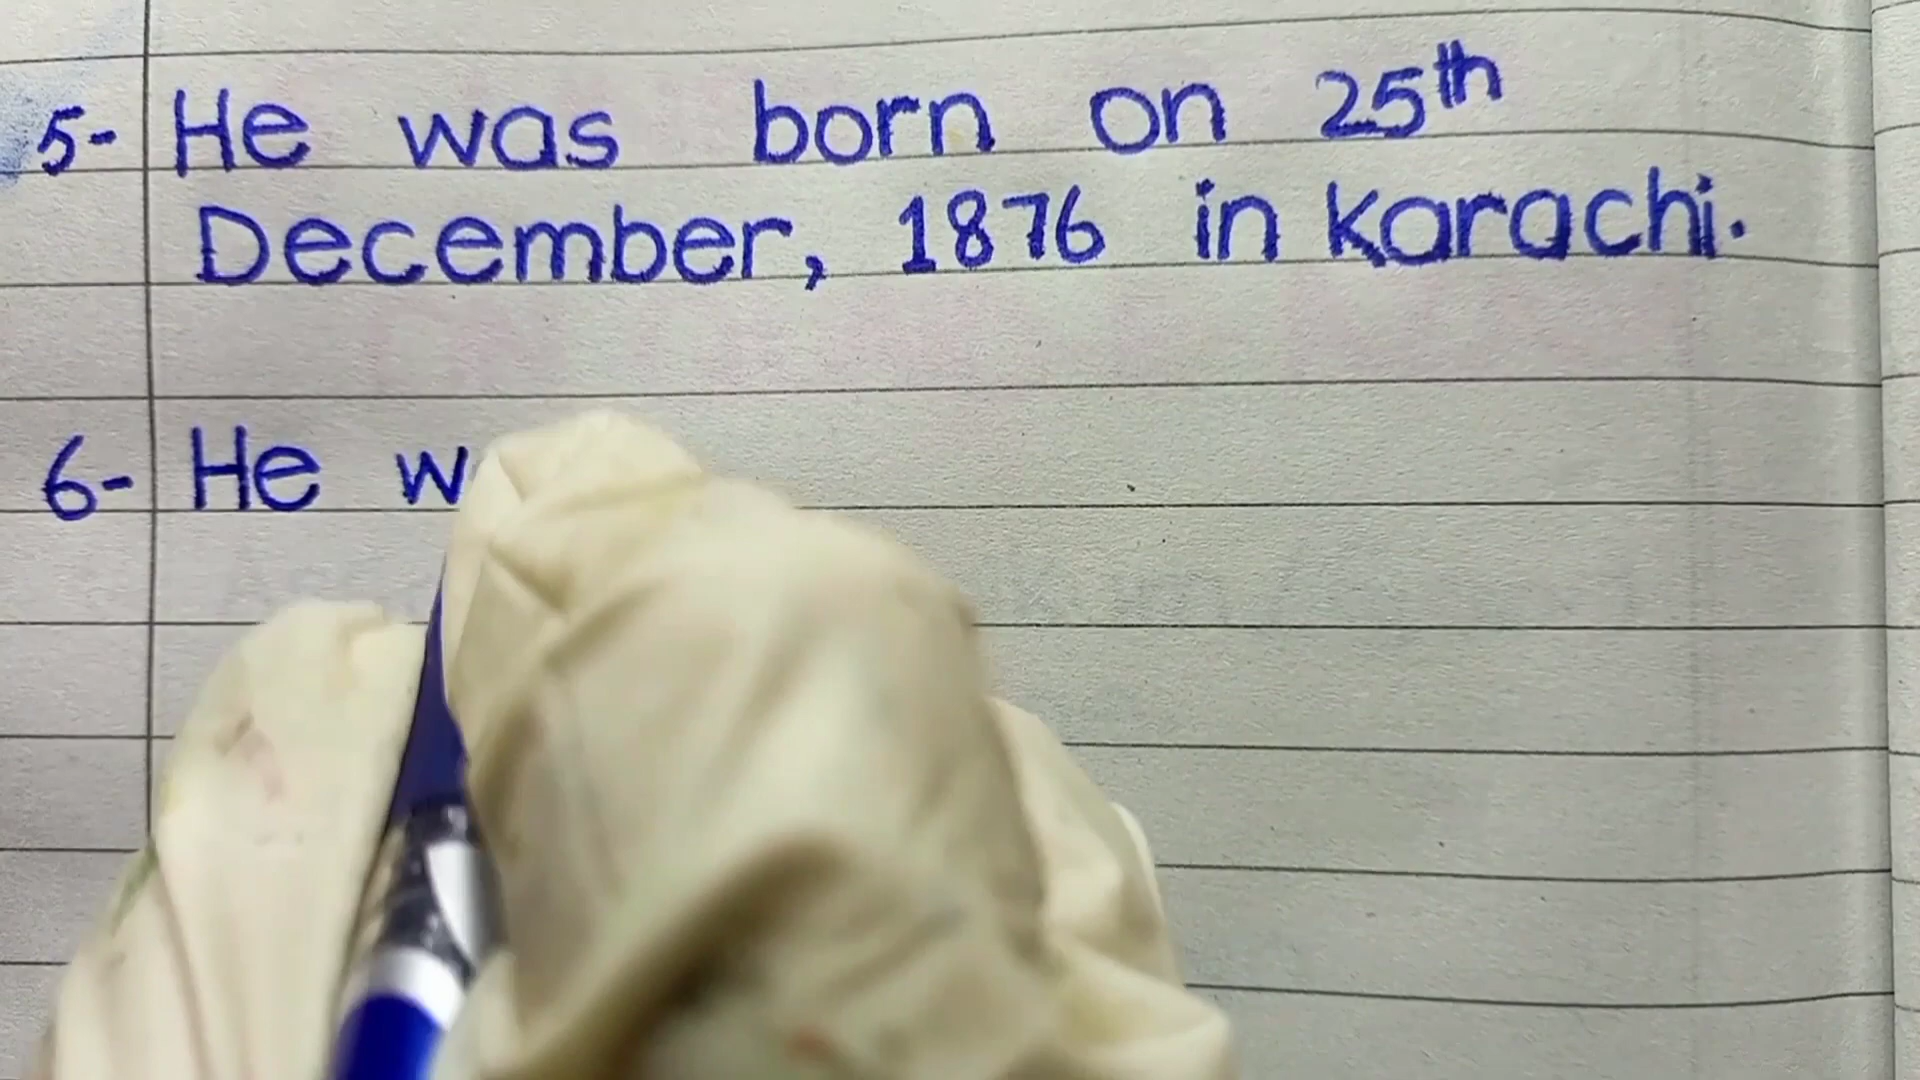 5- He was born on 25th
December, 1876 in Karachi.
6- He